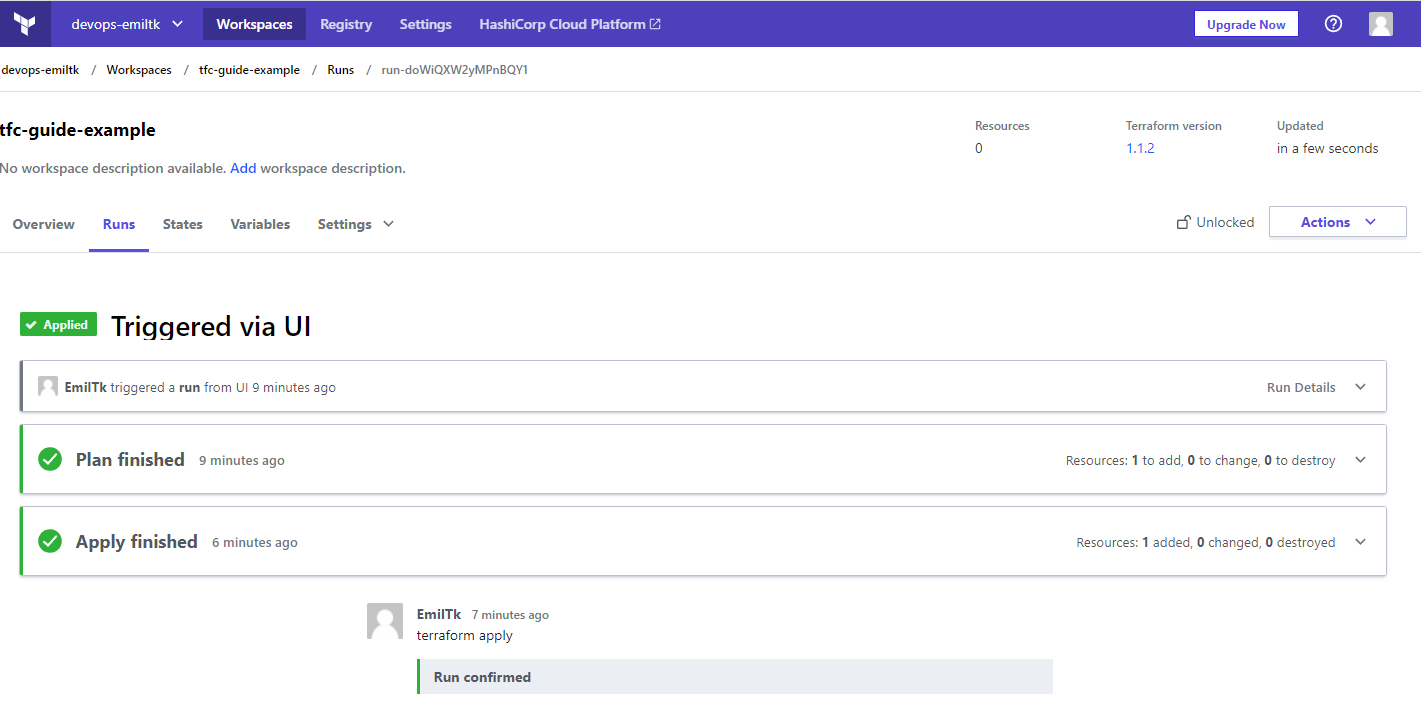 devops-emiltk Workspaces Registry Settings HashiCorp Cloud Platform Upgrade Now
devops-emiltk / Workspaces / tfc-guide-example / Runs / run-doWiQXW2yMPnBQY1
tfc-guide-example
No workspace description available. Add workspace description.
Resources
0
Terraform version
1.1.2
Updated
in a few seconds
Overview Runs States Variables Settings
Unlocked Actions
Applied Triggered via UI
EmilTk triggered a run from UI 9 minutes ago Run Details
Plan finished 9 minutes ago Resources: 1 to add, 0 to change, 0 to destroy
Apply finished 6 minutes ago Resources: 1 added, 0 changed, 0 destroyed
EmilTk 7 minutes ago
terraform apply
Run confirmed